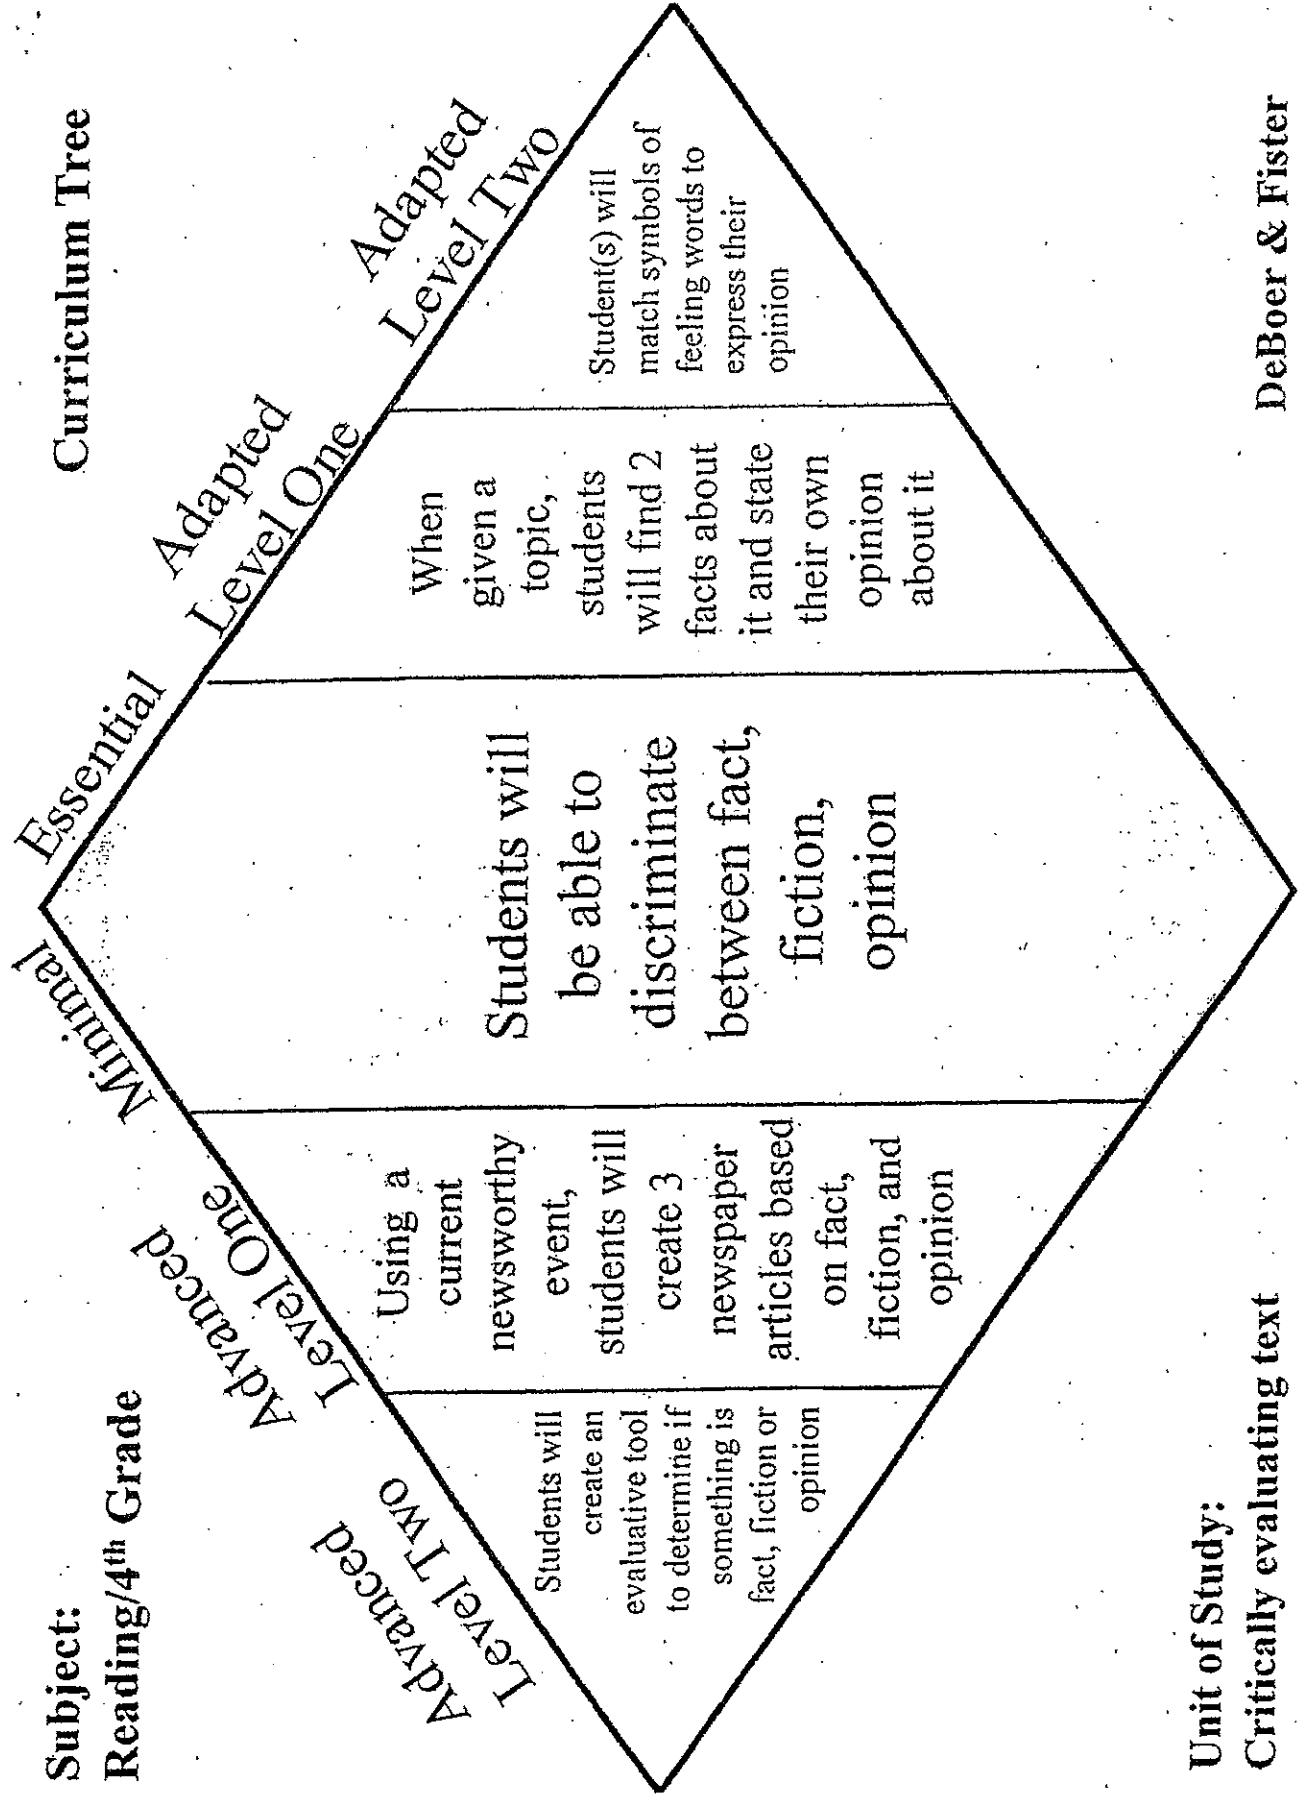 Subject:
Reading/4th Grade
Curriculum Tree
Advanced
Level Two
Advanced
Level One
Minimal
Essential
Adapted
Level One
Adapted
Level Two
Students will
create an
evaluative tool
to determine if
something is
fact, fiction or
opinion
Using a
current
newsworthy
event,
students will
create 3
newspaper
articles based
on fact,
fiction, and
opinion
Students will
be able to
discriminate
between fact,
fiction,
opinion
When
given a
topic,
students
will find 2
facts about
it and state
their own
opinion
about it
Student(s) will
match symbols of
feeling words to
express their
opinion
Unit of Study:
Critically evaluating text
DeBoer & Fister